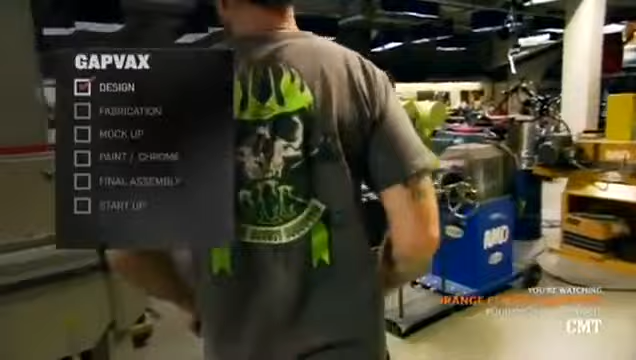 GAPVAX
DESIGN
FABRICATION
MOCK UP
PAINT / CHROME
FINAL ASSEMBLY
START UP
YOU'RE WATCHING
CMT